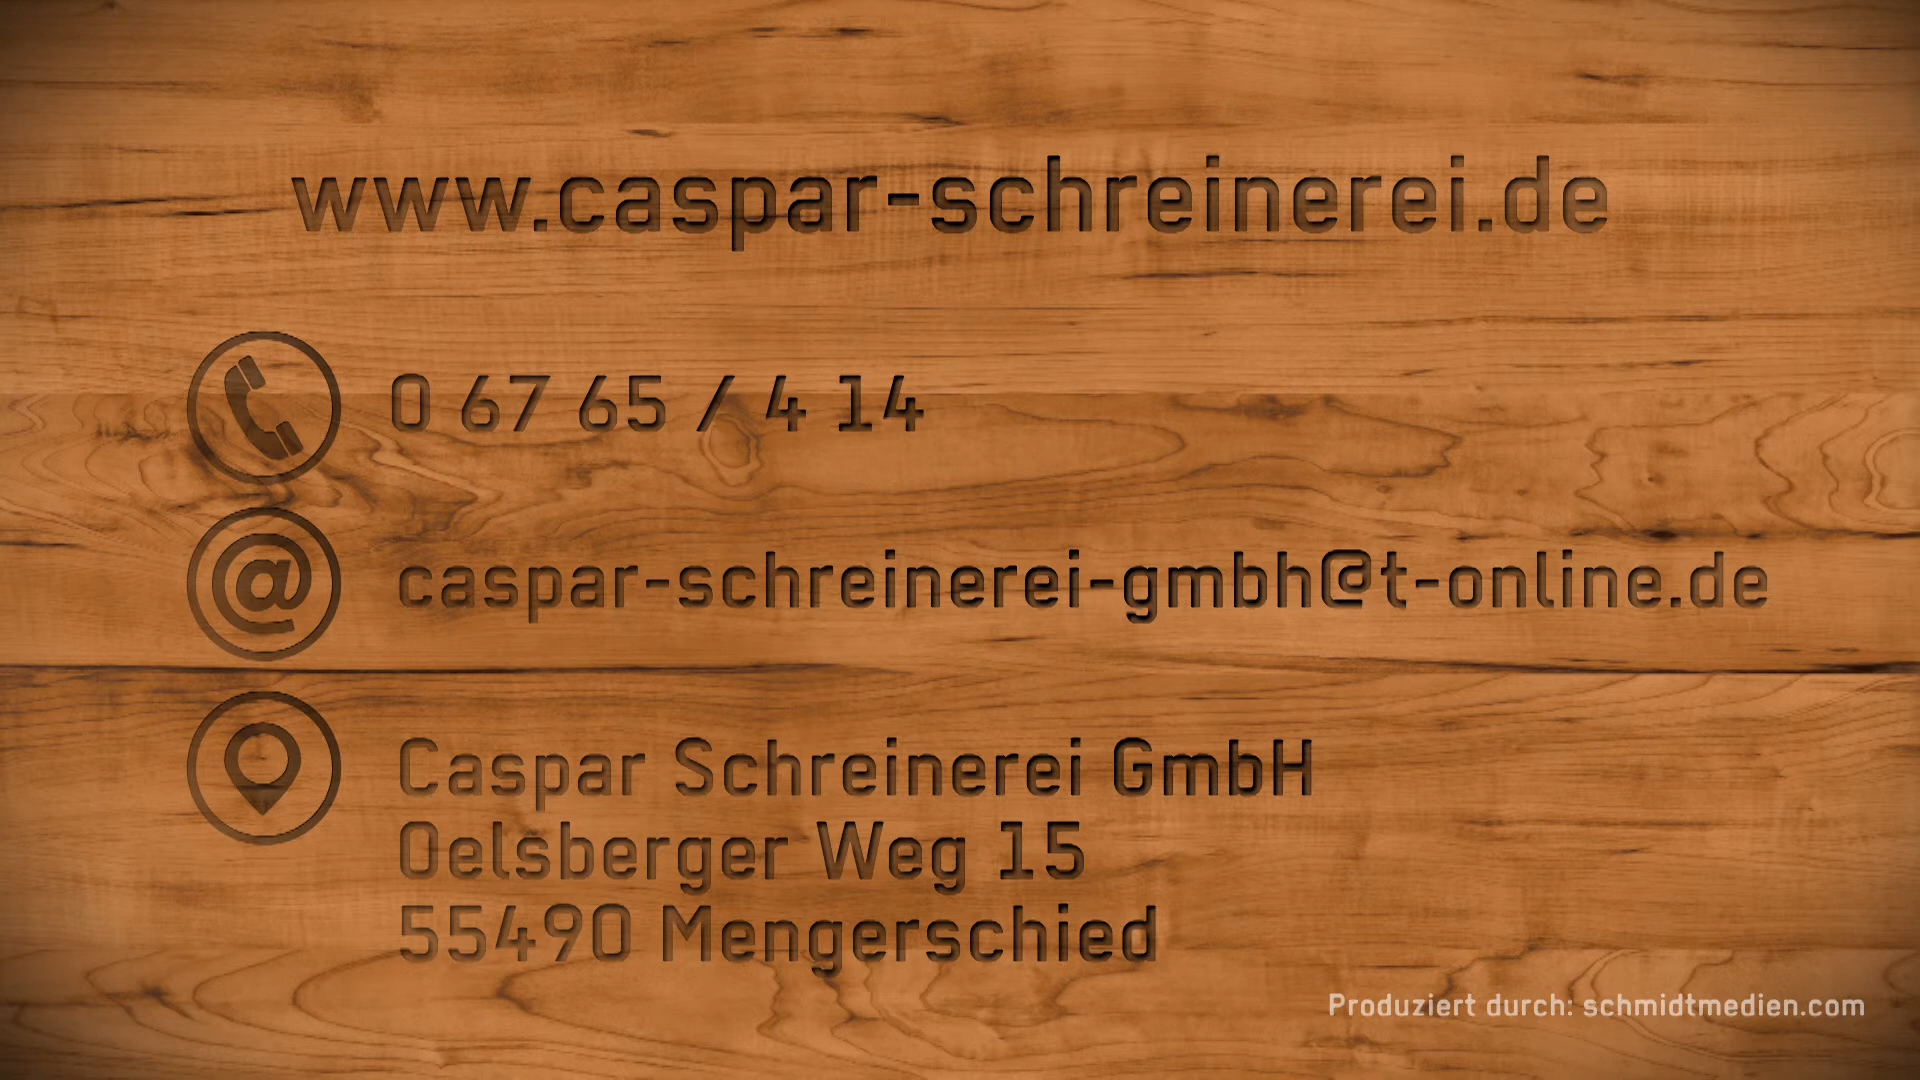 www.caspar-schreinerei.de
0 67 65 / 4 14
@
caspar-schreinerei-gmbh@t-online.de
Caspar Schreinerei GmbH
Oelsberger Weg 15
55490 Mengerschied
Produziert durch: schmidtmedien.com